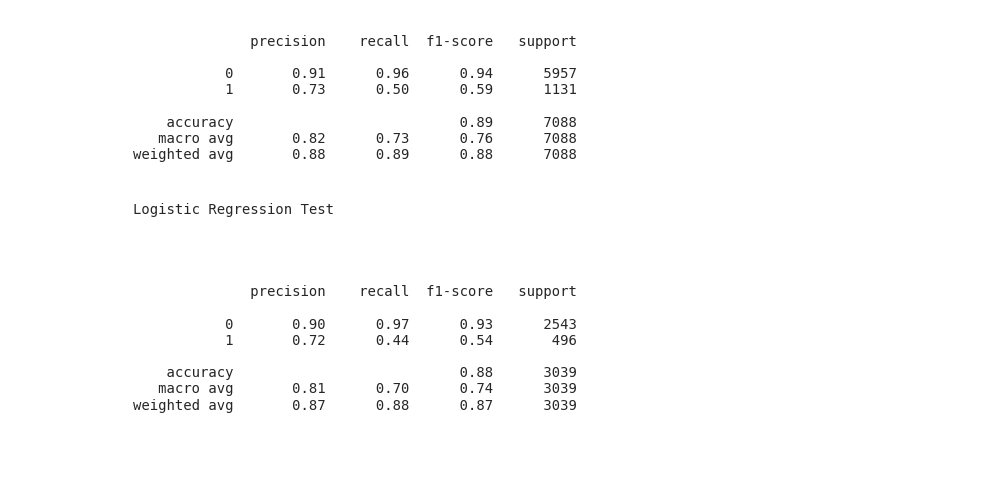 precision recall f1-score support
0 0.91 0.96 0.94 5957
1 0.73 0.50 0.59 1131
accuracy 0.89 7088
macro avg 0.82 0.73 0.76 7088
weighted avg 0.88 0.89 0.88 7088
Logistic Regression Test
precision recall f1-score support
0 0.90 0.97 0.93 2543
1 0.72 0.44 0.54 496
accuracy 0.88 3039
macro avg 0.81 0.70 0.74 3039
weighted avg 0.87 0.88 0.87 3039